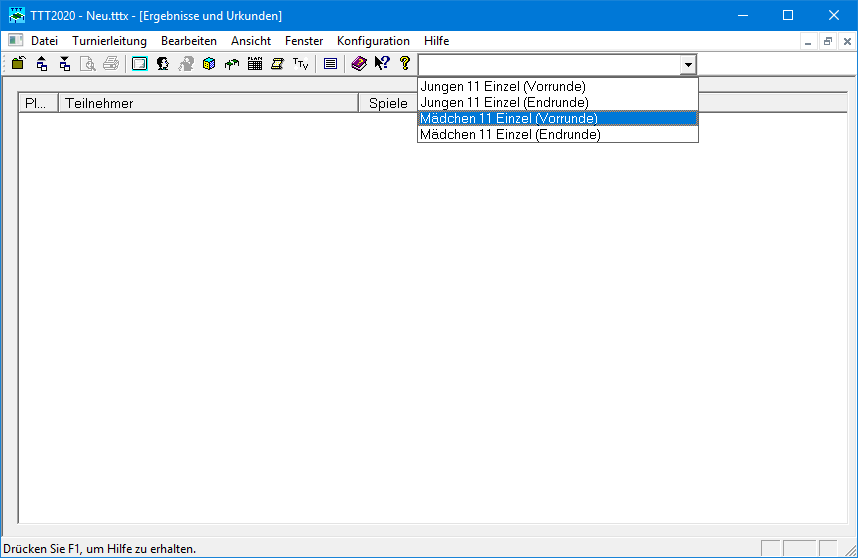 TTT2020 - Neu.tttx - [Ergebnisse und Urkunden]
Datei Turnierleitung Bearbeiten Ansicht Fenster Konfiguration Hilfe
Pl... Teilnehmer Spiele
Jungen 11 Einzel (Vorrunde)
Jungen 11 Einzel (Endrunde)
Mädchen 11 Einzel (Vorrunde)
Mädchen 11 Einzel (Endrunde)
Drücken Sie F1, um Hilfe zu erhalten.